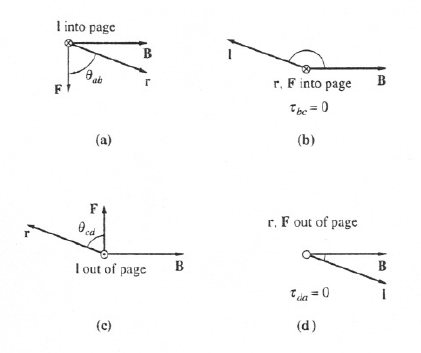 l into page
B
θab
r
F
(a)
l
r, F into page
B
τbc = 0
(b)
F
θcd
r
l out of page
B
(c)
r, F out of page
B
τda = 0
l
(d)